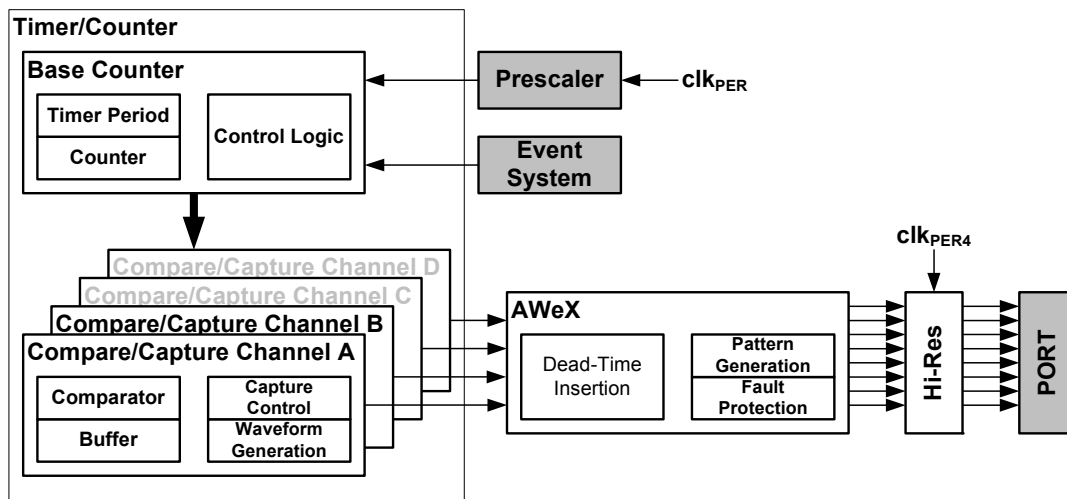 Timer/Counter
Base Counter
Timer Period
Counter
Control Logic
Prescaler
clkPER
Event
System
Compare/Capture Channel D
Compare/Capture Channel C
Compare/Capture Channel B
Compare/Capture Channel A
Comparator
Buffer
Capture
Control
Waveform
Generation
AWeX
Dead-Time
Insertion
Pattern
Generation
Fault
Protection
clkPER4
Hi-Res
PORT